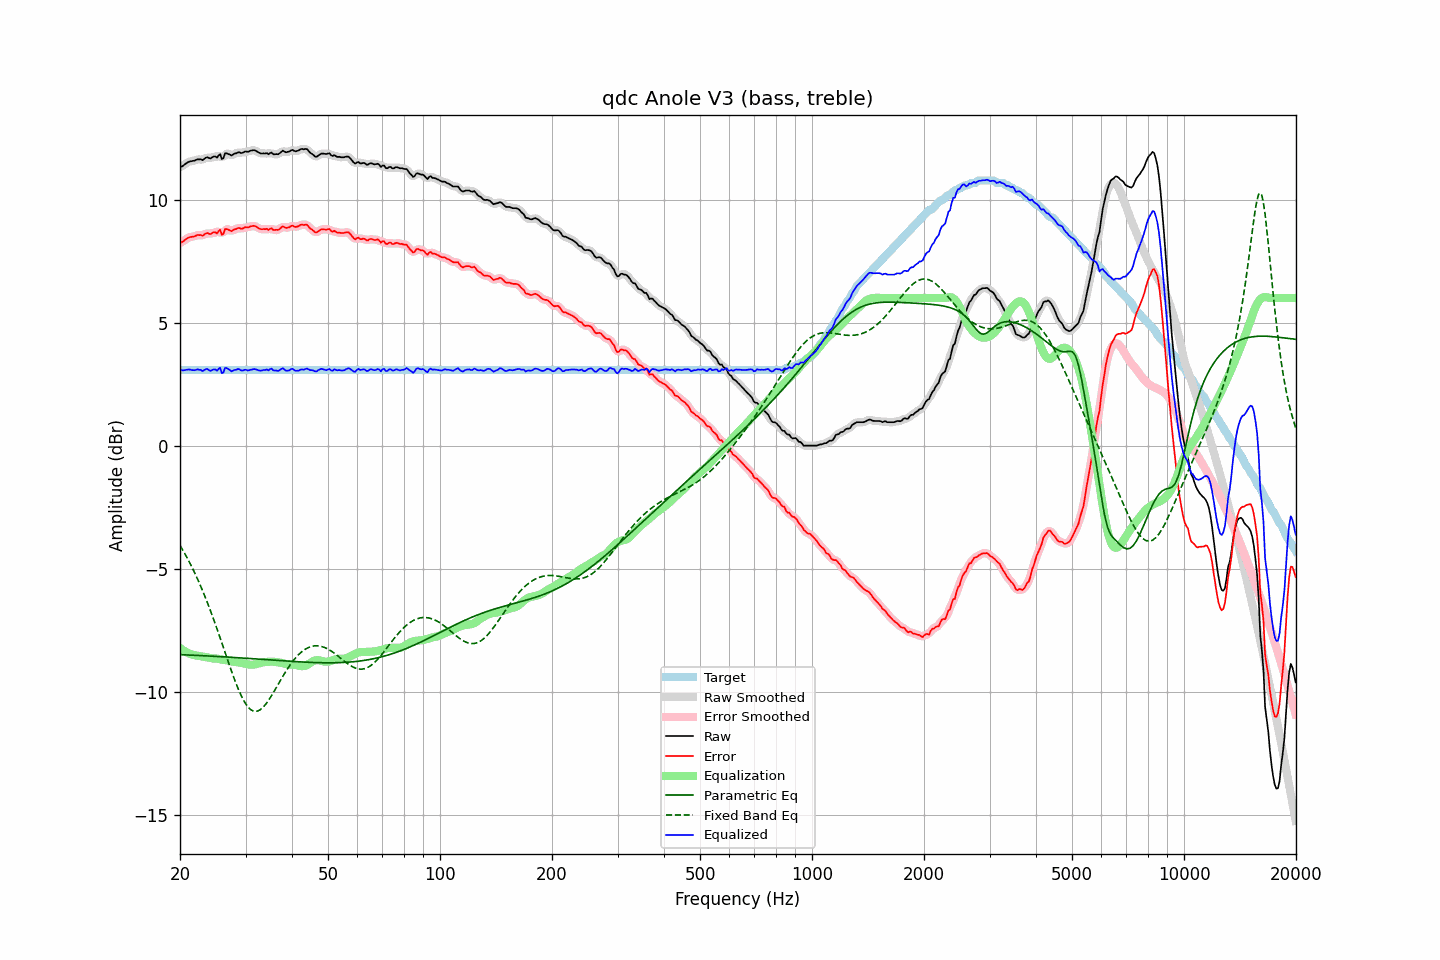 qdc Anole V3 (bass, treble)
Amplitude (dBr)
10
5
0
−5
−10
−15
Target
Raw Smoothed
Error Smoothed
Raw
Error
Equalization
Parametric Eq
Fixed Band Eq
Equalized
20 50 100 200 500 1000 2000 5000 10000 20000
Frequency (Hz)